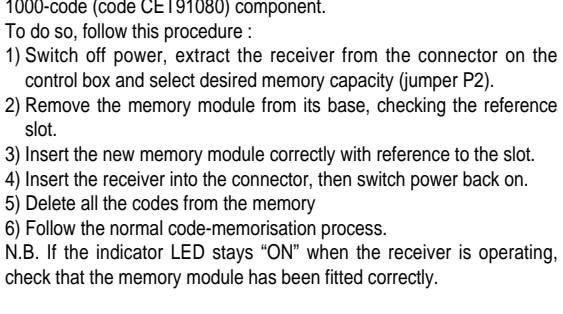 1000-code (code CET91080) component.
To do so, follow this procedure :
1) Switch off power, extract the receiver from the connector on the
control box and select desired memory capacity (jumper P2).
2) Remove the memory module from its base, checking the reference
slot.
3) Insert the new memory module correctly with reference to the slot.
4) Insert the receiver into the connector, then switch power back on.
5) Delete all the codes from the memory
6) Follow the normal code-memorisation process.
N.B. If the indicator LED stays “ON” when the receiver is operating,
check that the memory module has been fitted correctly.